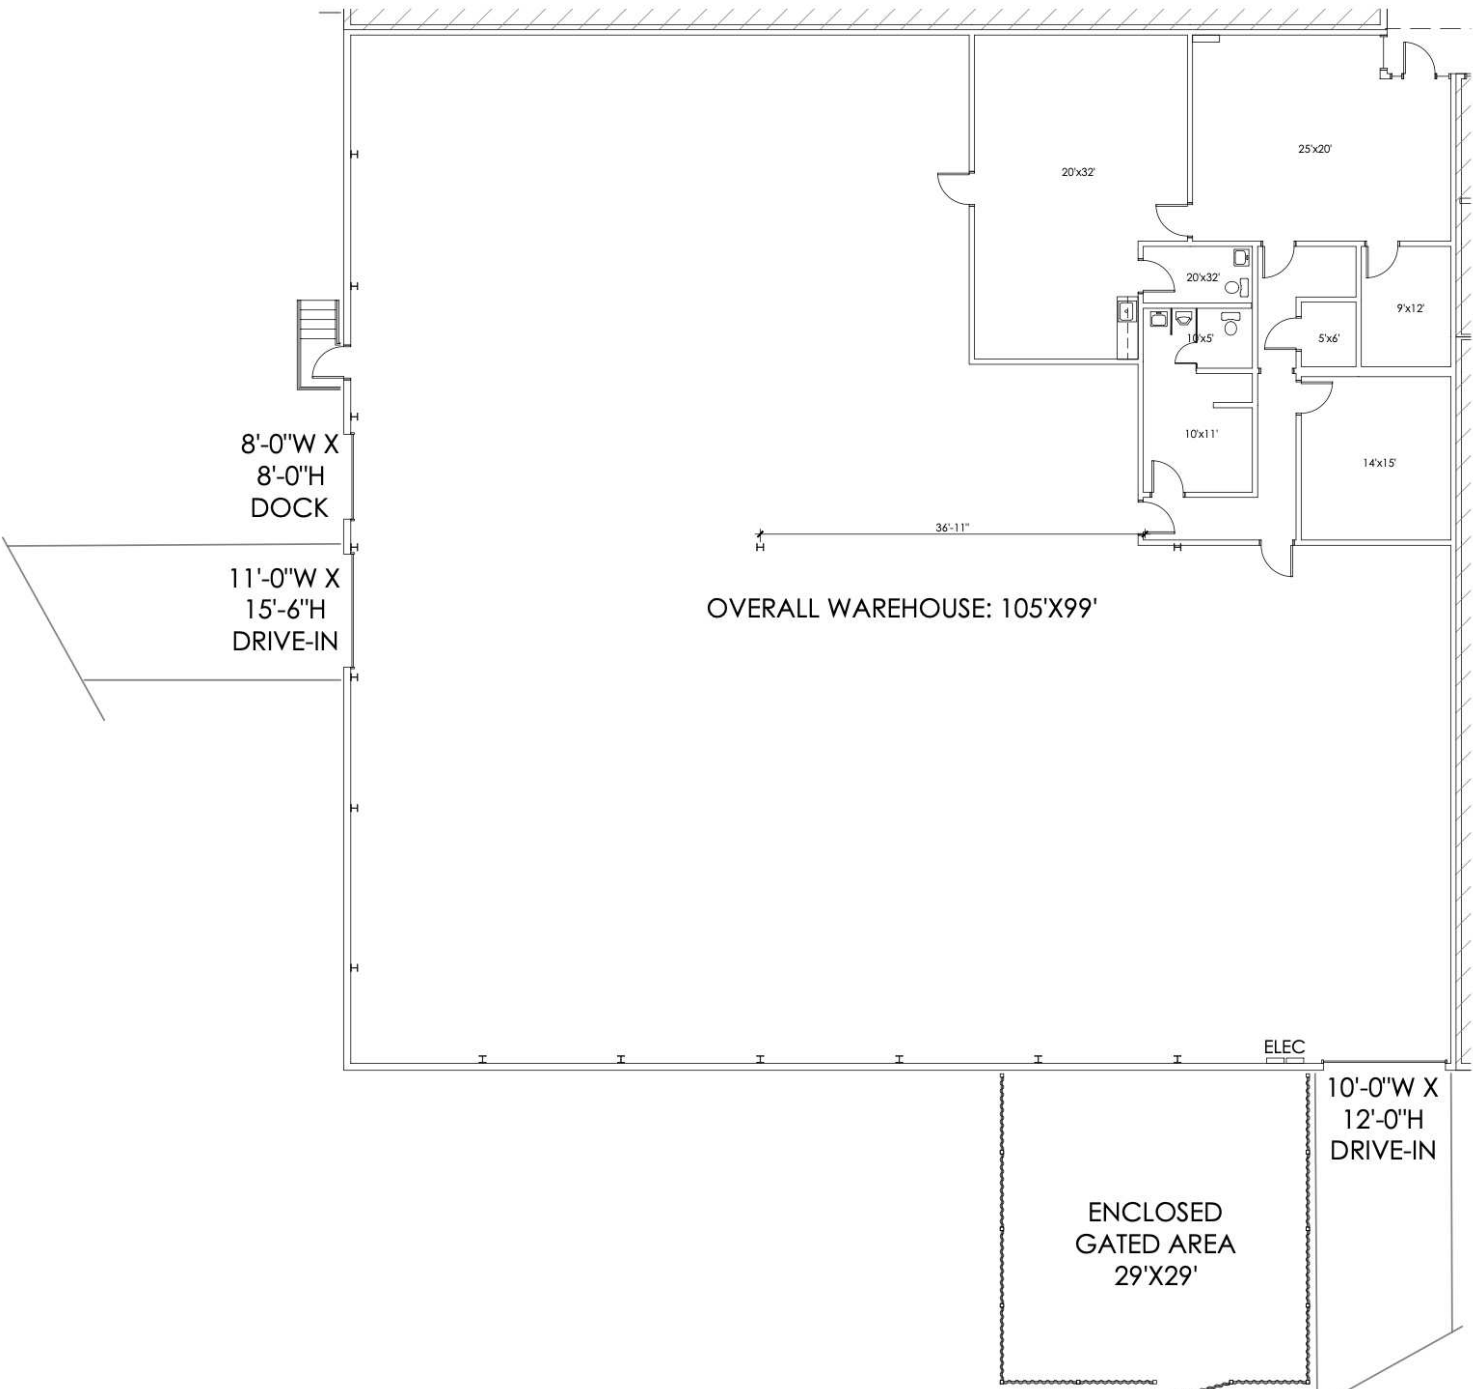 25'x20'
20'x32'
20'x32'
9'x12'
5'x6'
10'x5'
10'x11'
14'x15'
8'-0"W X
8'-0"H
DOCK
36'-11"
11'-0"W X
15'-6"H
DRIVE-IN
OVERALL WAREHOUSE: 105'X99'
ELEC
10'-0"W X
12'-0"H
DRIVE-IN
ENCLOSED
GATED AREA
29'X29'